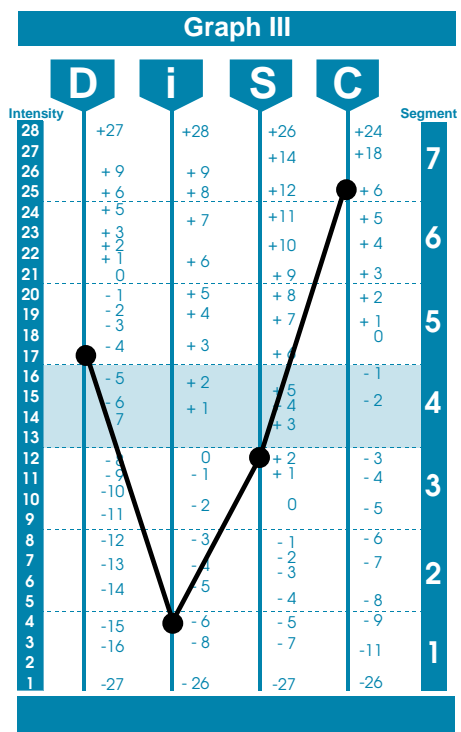 Graph III
D i S C
Intensity Segment
28 +27 +28 +26 +24
27 +14 +18 7
26 + 9 + 9
25 + 6 + 8 +12 + 6
24 + 5 + 7 +11 + 5
23 + 3
+ 2 +10 + 4 6
22 + 1 + 6
21 0 + 9 + 3
20 - 1 + 5 + 8 + 2
19 - 2 + 4 + 7 + 1 5
18 - 3 0
17 - 4 + 3 + 6
16 - 5 + 2 - 1
15 - 6 + 1 +5 - 2 4
14 7 - 4
13 + 3
12 - 8 0 + 2 - 3
11 - 9 - 1 + 1 - 4 3
10 -10 - 2 0 - 5
9 -11
8 -12 - 3 - 1 - 6
7 -13 - 4 - 2 - 7 2
6 -14 5 - 3
5 - 4 - 8
4 -15 - 6 - 5 - 9
3 -16 - 8 - 7 -11 1
2
1 -27 - 26 -27 -26